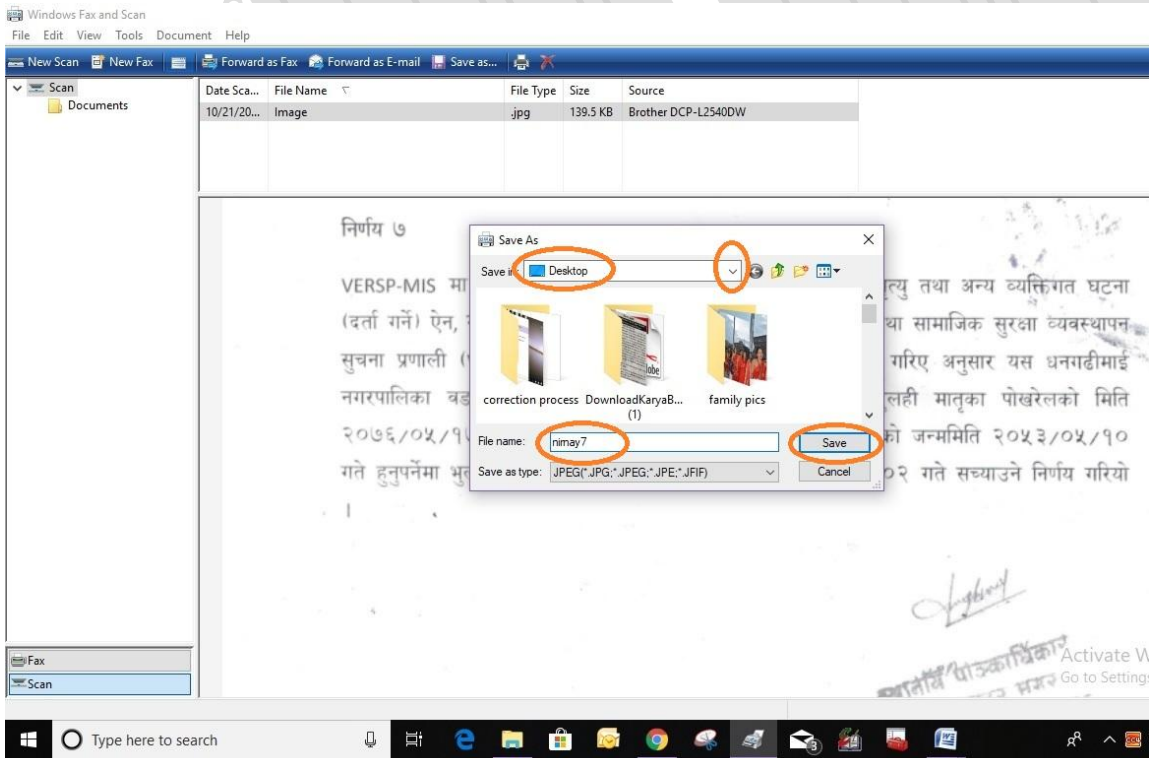 Windows Fax and Scan
File Edit View Tools Document Help
New Scan New Fax Forward as Fax Forward as E-mail Save as...
Scan
Documents
Date Sca... File Name File Type Size Source
10/21/20... Image .jpg 139.5 KB Brother DCP-L2540DW
निर्णय ७
VERSP-MIS मा तथा अन्य व्यक्तिगत घटना
(दर्ता गर्ने) ऐन, सामाजिक सुरक्षा व्यवस्थापन
सुचना प्रणाली गरिए अनुसार यस धनगढीमाई
नगरपालिका मातृका पोखरेलको मिति
२०७६/०५/ जन्ममिति २०५३/०५/१०
गते हुनुपर्नेमा गते सच्याउने निर्णय गरियो
।
Save As
Save in: Desktop
correction process DownloadKaryaB... (1) family pics
File name: nimay7 Save
Save as type: JPEG(*.JPG;*.JPEG;*.JPE;*.JFIF) Cancel
Fax
Scan
Activate W
Go to Settings
Type here to search